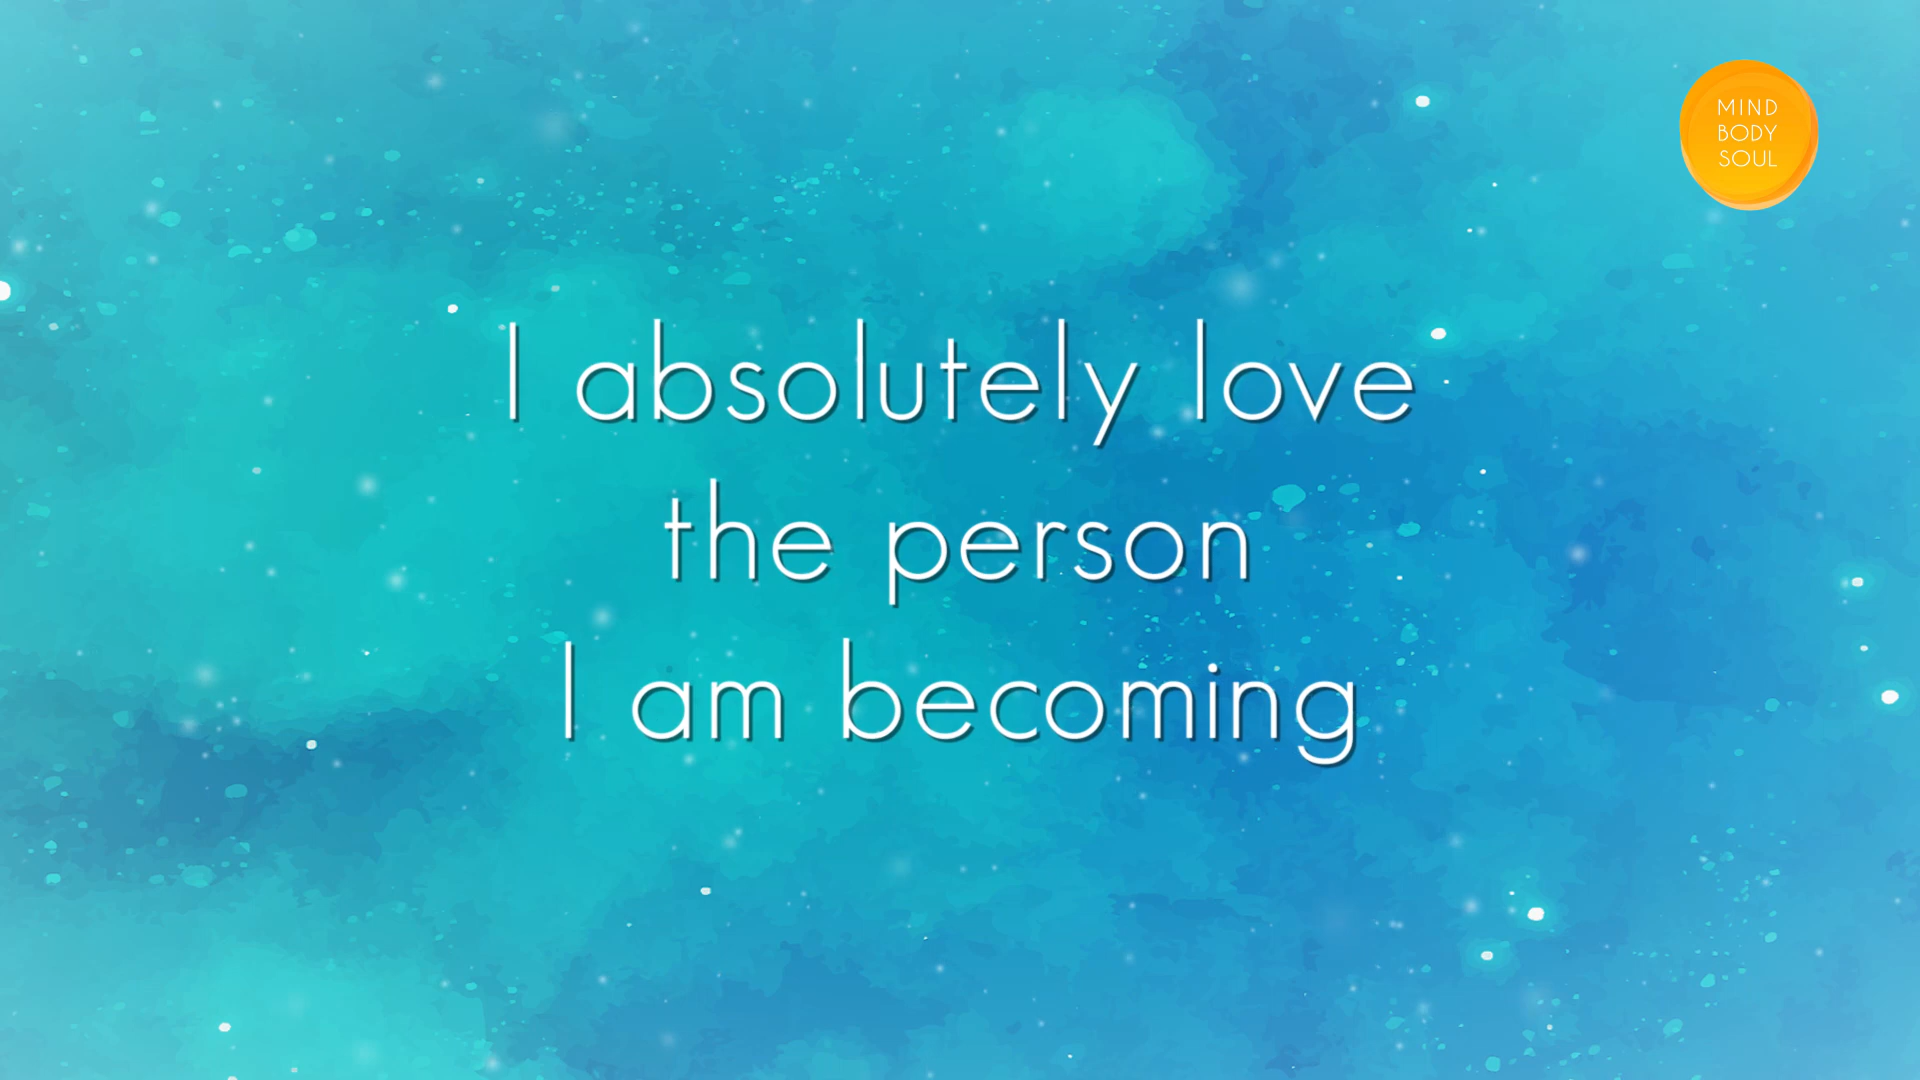 MIND
BODY
SOUL
I absolutely love
the person
I am becoming